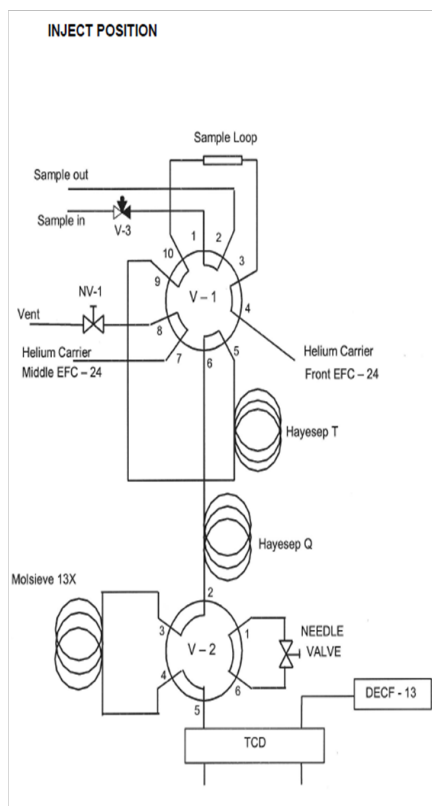 INJECT POSITION
Sample Loop
Sample out
Sample in
V-3
1
2
10
3
9
NV-1
V – 1
4
Vent
8
5
7
6
Helium Carrier
Middle EFC – 24
Helium Carrier
Front EFC – 24
Hayesep T
Hayesep Q
Molsieve 13X
2
3
1
V – 2
NEEDLE
VALVE
4
6
5
DECF - 13
TCD